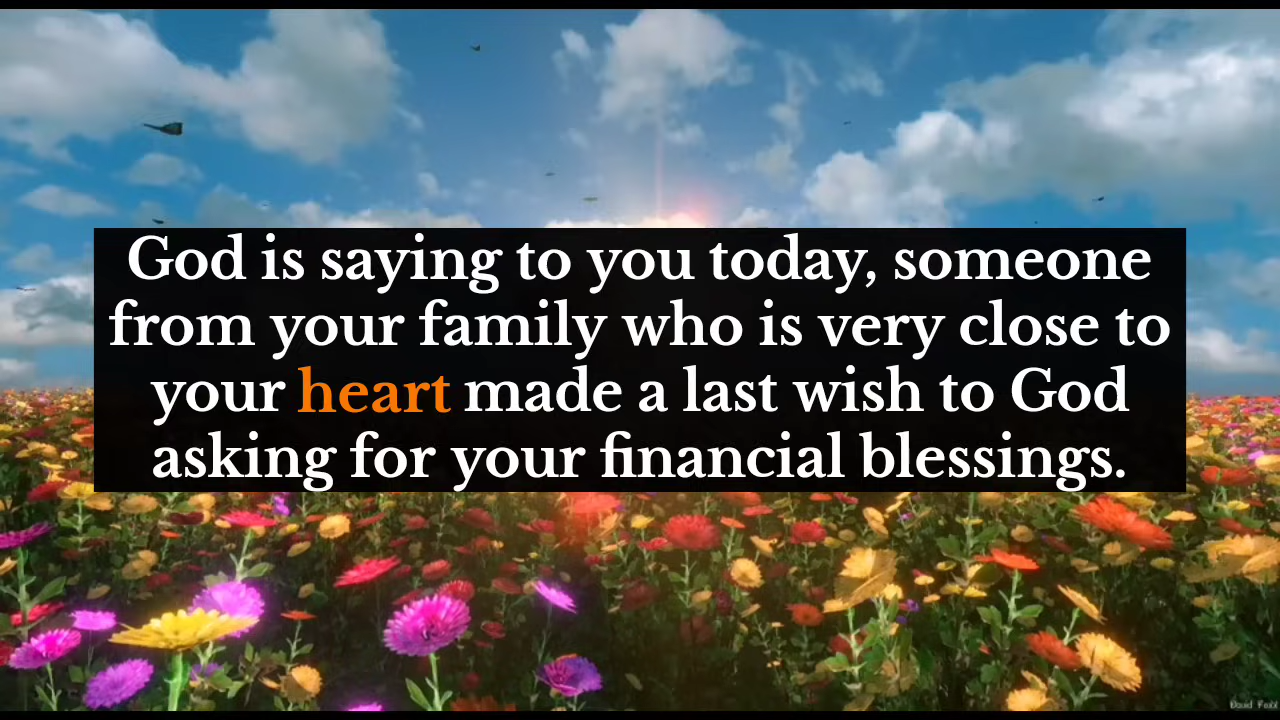 God is saying to you today, someone
from your family who is very close to
your heart made a last wish to God
asking for your financial blessings.